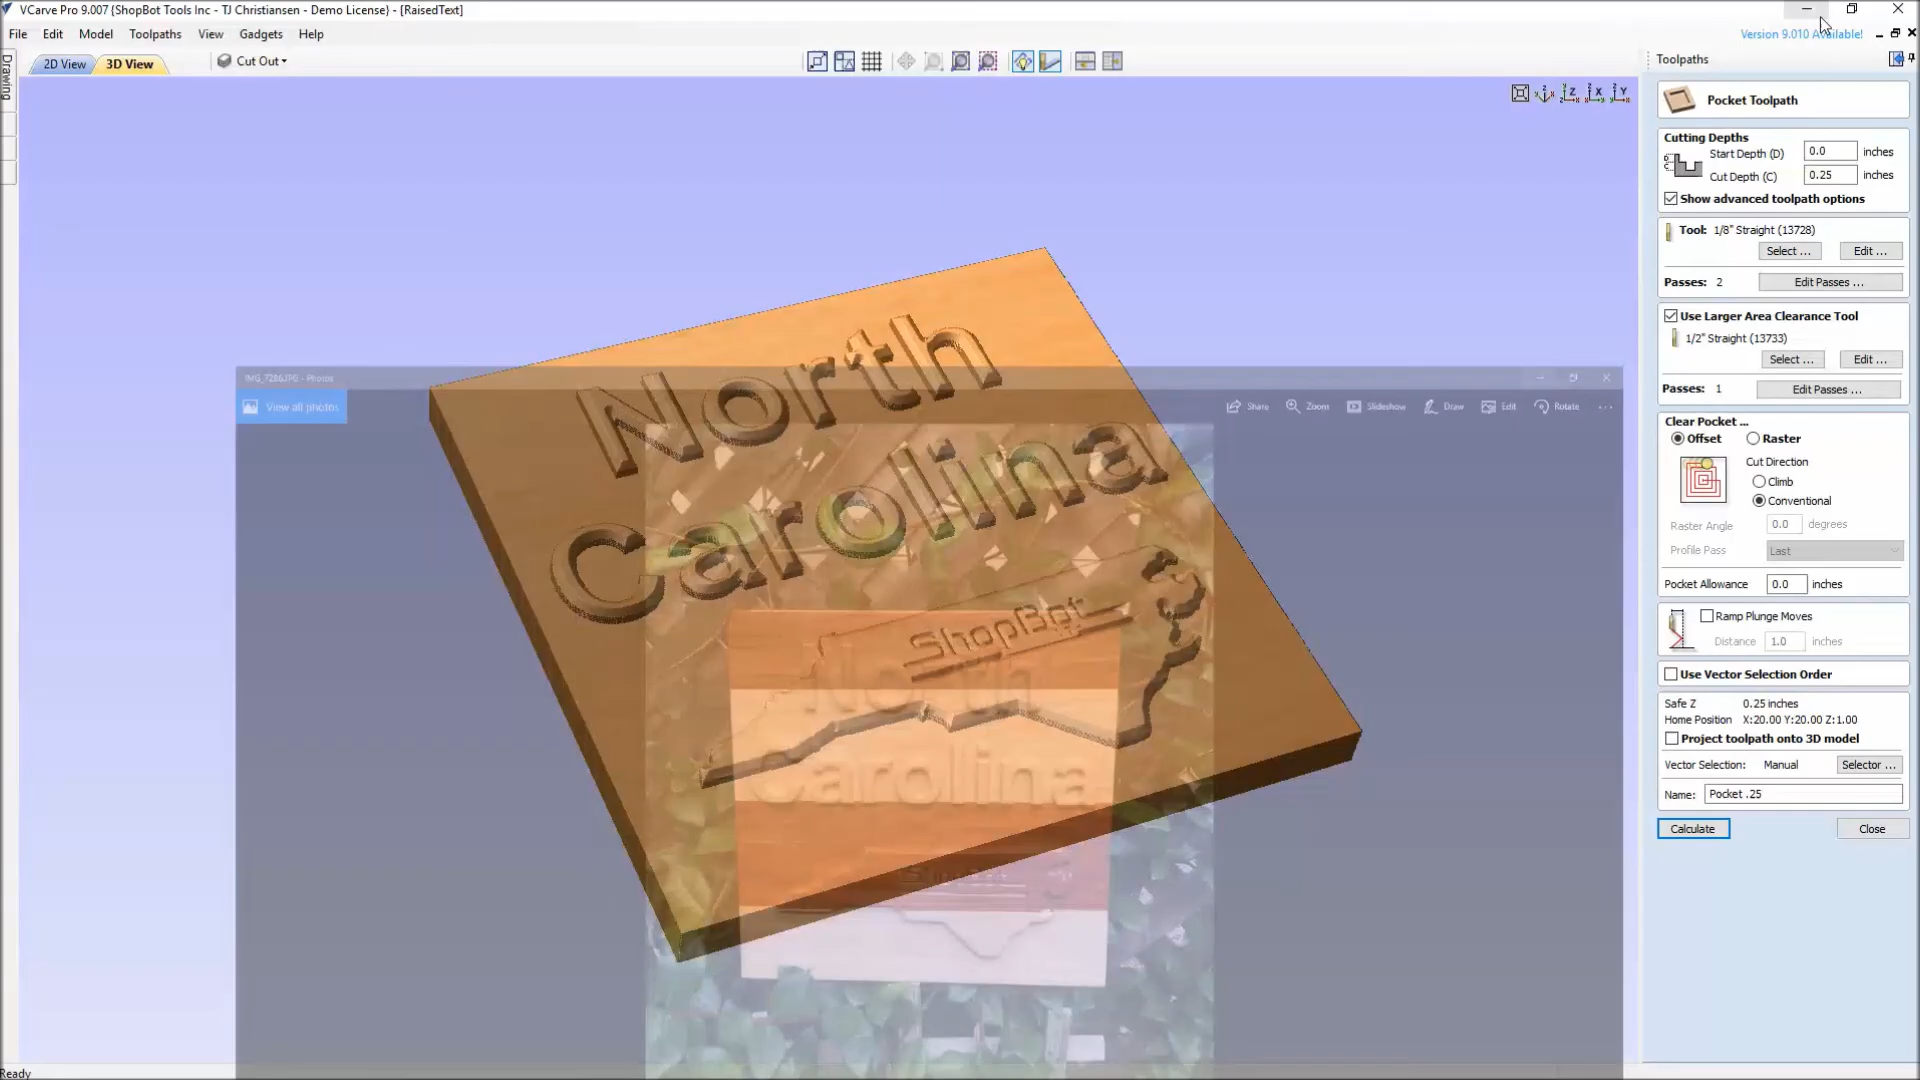 VCarve Pro 9.007 {ShopBot Tools Inc - TJ Christiansen - Demo License} - [RaisedText]
File Edit Model Toolpaths View Gadgets Help
Version 9.010 Available!
Drawing
2D View 3D View Cut Out
Toolpaths
Pocket Toolpath
Cutting Depths
Start Depth (D) 0.0 inches
Cut Depth (C) 0.25 inches
Show advanced toolpath options
Tool: 1/8" Straight (13728)
Select ... Edit ...
Passes: 2 Edit Passes ...
Use Larger Area Clearance Tool
1/2" Straight (13733)
Select ... Edit ...
Passes: 1 Edit Passes ...
Clear Pocket ...
Offset Raster
Cut Direction
Climb
Conventional
Raster Angle 0.0 degrees
Profile Pass Last
Pocket Allowance 0.0 inches
Ramp Plunge Moves
Distance 1.0 inches
Use Vector Selection Order
Safe Z 0.25 inches
Home Position X:20.00 Y:20.00 Z:1.00
Project toolpath onto 3D model
Vector Selection: Manual Selector ...
Name: Pocket .25
Calculate Close
IMG_7286.JPG - Photos
View all photos Share Zoom Slideshow Draw Edit Rotate
North
Carolina
ShopBot
North
Carolina
Ready